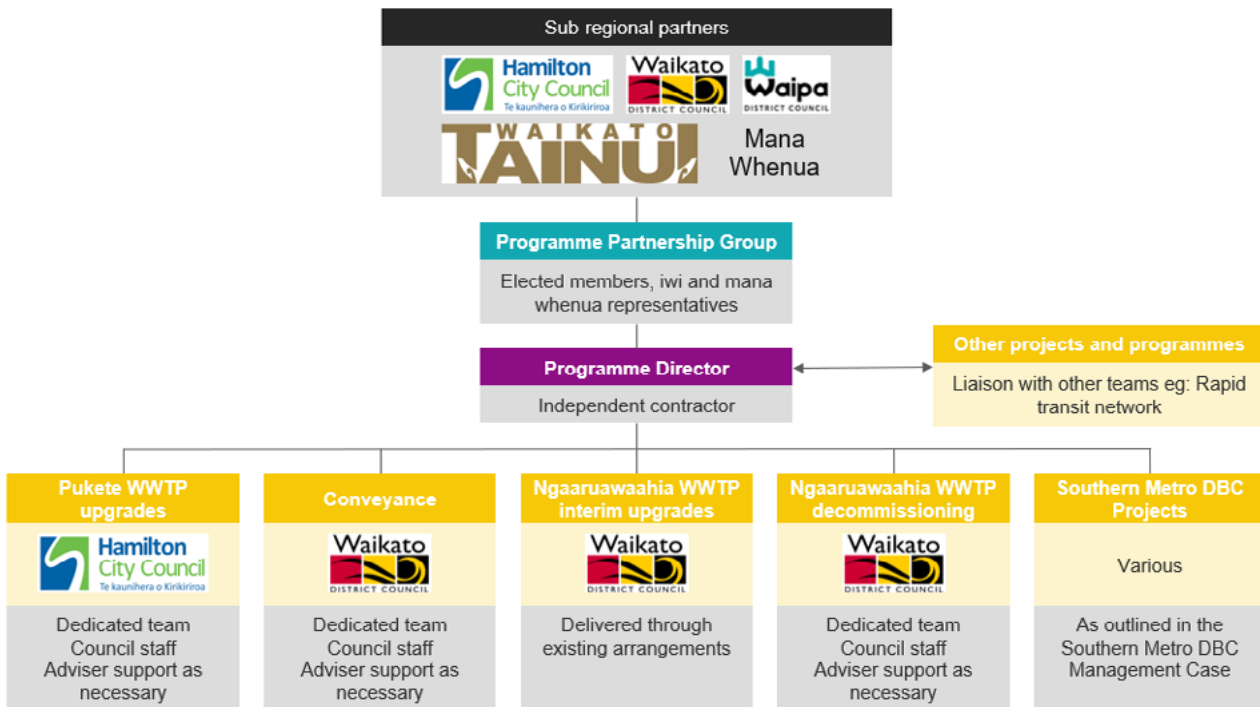 Sub regional partners
Hamilton
City Council
Te kaunihera o Kirikiriroa
Waikato
DISTRICT COUNCIL
Waipa
DISTRICT COUNCIL
WAIKATO
TAINUI
Mana
Whenua
Programme Partnership Group
Elected members, iwi and mana
whenua representatives
Programme Director
Independent contractor
Other projects and programmes
Liaison with other teams eg: Rapid
transit network
Pukete WWTP
upgrades
Hamilton
City Council
Te kaunihera o Kirikiriroa
Dedicated team
Council staff
Adviser support as
necessary
Conveyance
Waikato
DISTRICT COUNCIL
Dedicated team
Council staff
Adviser support as
necessary
Ngaaruawaahia WWTP
interim upgrades
Waikato
DISTRICT COUNCIL
Delivered through
existing arrangements
Ngaaruawaahia WWTP
decommissioning
Waikato
DISTRICT COUNCIL
Dedicated team
Council staff
Adviser support as
necessary
Southern Metro DBC
Projects
Various
As outlined in the
Southern Metro DBC
Management Case